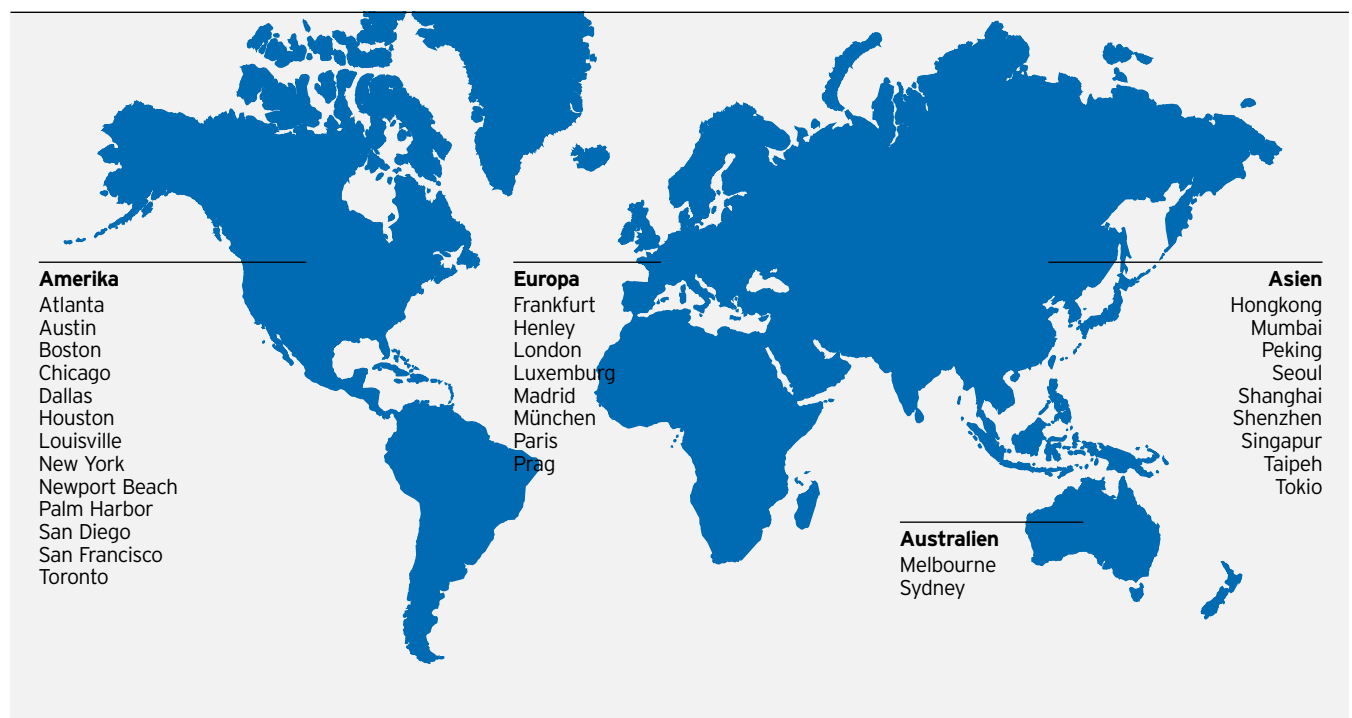 Amerika
Atlanta
Austin
Boston
Chicago
Dallas
Houston
Louisville
New York
Newport Beach
Palm Harbor
San Diego
San Francisco
Toronto
Europa
Frankfurt
Henley
London
Luxemburg
Madrid
München
Paris
Prag
Asien
Hongkong
Mumbai
Peking
Seoul
Shanghai
Shenzhen
Singapur
Taipeh
Tokio
Australien
Melbourne
Sydney